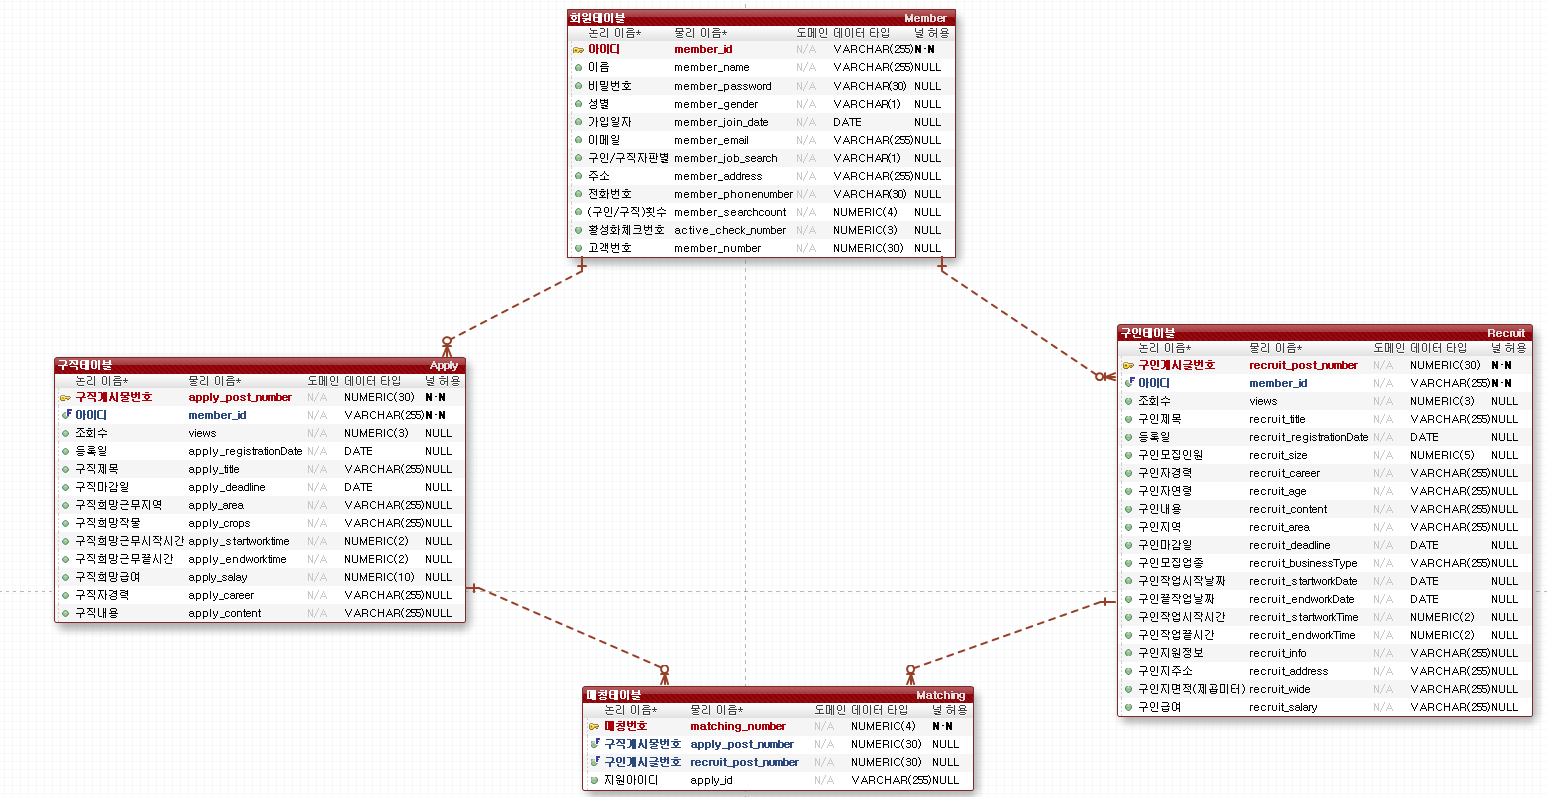 회원테이블 Member
논리 이름* 물리 이름* 도메인 데이터 타입 널 허용
아이디 member_id N/A VARCHAR(255) N·N
이름 member_name N/A VARCHAR(255) NULL
비밀번호 member_password N/A VARCHAR(30) NULL
성별 member_gender N/A VARCHAR(1) NULL
가입일자 member_join_date N/A DATE NULL
이메일 member_email N/A VARCHAR(255) NULL
구인/구직자판별 member_job_search N/A VARCHAR(1) NULL
주소 member_address N/A VARCHAR(255) NULL
전화번호 member_phonenumber N/A VARCHAR(30) NULL
(구인/구직)횟수 member_searchcount N/A NUMERIC(4) NULL
활성화체크번호 active_check_number N/A NUMERIC(3) NULL
고객번호 member_number N/A NUMERIC(30) NULL
구직테이블 Apply
논리 이름* 물리 이름* 도메인 데이터 타입 널 허용
구직게시물번호 apply_post_number N/A NUMERIC(30) N·N
아이디 member_id N/A VARCHAR(255) N·N
조회수 views N/A NUMERIC(3) NULL
등록일 apply_registrationDate N/A DATE NULL
구직제목 apply_title N/A VARCHAR(255) NULL
구직마감일 apply_deadline N/A DATE NULL
구직희망근무지역 apply_area N/A VARCHAR(255) NULL
구직희망작물 apply_crops N/A VARCHAR(255) NULL
구직희망근무시작시간 apply_startworktime N/A NUMERIC(2) NULL
구직희망근무끝시간 apply_endworktime N/A NUMERIC(2) NULL
구직희망급여 apply_salay N/A NUMERIC(10) NULL
구직자경력 apply_career N/A VARCHAR(255) NULL
구직내용 apply_content N/A VARCHAR(255) NULL
구인테이블 Recruit
논리 이름* 물리 이름* 도메인 데이터 타입 널 허용
구인게시글번호 recruit_post_number N/A NUMERIC(30) N·N
아이디 member_id N/A VARCHAR(255) N·N
조회수 views N/A NUMERIC(3) NULL
구인제목 recruit_title N/A VARCHAR(255) NULL
등록일 recruit_registrationDate N/A DATE NULL
구인모집인원 recruit_size N/A NUMERIC(5) NULL
구인자경력 recruit_career N/A VARCHAR(255) NULL
구인자연령 recruit_age N/A VARCHAR(255) NULL
구인내용 recruit_content N/A VARCHAR(255) NULL
구인지역 recruit_area N/A VARCHAR(255) NULL
구인마감일 recruit_deadline N/A DATE NULL
구인모집업종 recruit_businessType N/A VARCHAR(255) NULL
구인작업시작날짜 recruit_startworkDate N/A DATE NULL
구인끝작업날짜 recruit_endworkDate N/A DATE NULL
구인작업시작시간 recruit_startworkTime N/A NUMERIC(2) NULL
구인작업끝시간 recruit_endworkTime N/A NUMERIC(2) NULL
구인지원정보 recruit_info N/A VARCHAR(255) NULL
구인지주소 recruit_address N/A VARCHAR(255) NULL
구인지면적(제곱미터) recruit_wide N/A VARCHAR(255) NULL
구인급여 recruit_salary N/A VARCHAR(255) NULL
매칭테이블 Matching
논리 이름* 물리 이름* 도메인 데이터 타입 널 허용
매칭번호 matching_number N/A NUMERIC(4) N·N
구직게시물번호 apply_post_number N/A NUMERIC(30) NULL
구인게시글번호 recruit_post_number N/A NUMERIC(30) NULL
지원아이디 apply_id N/A VARCHAR(255) NULL